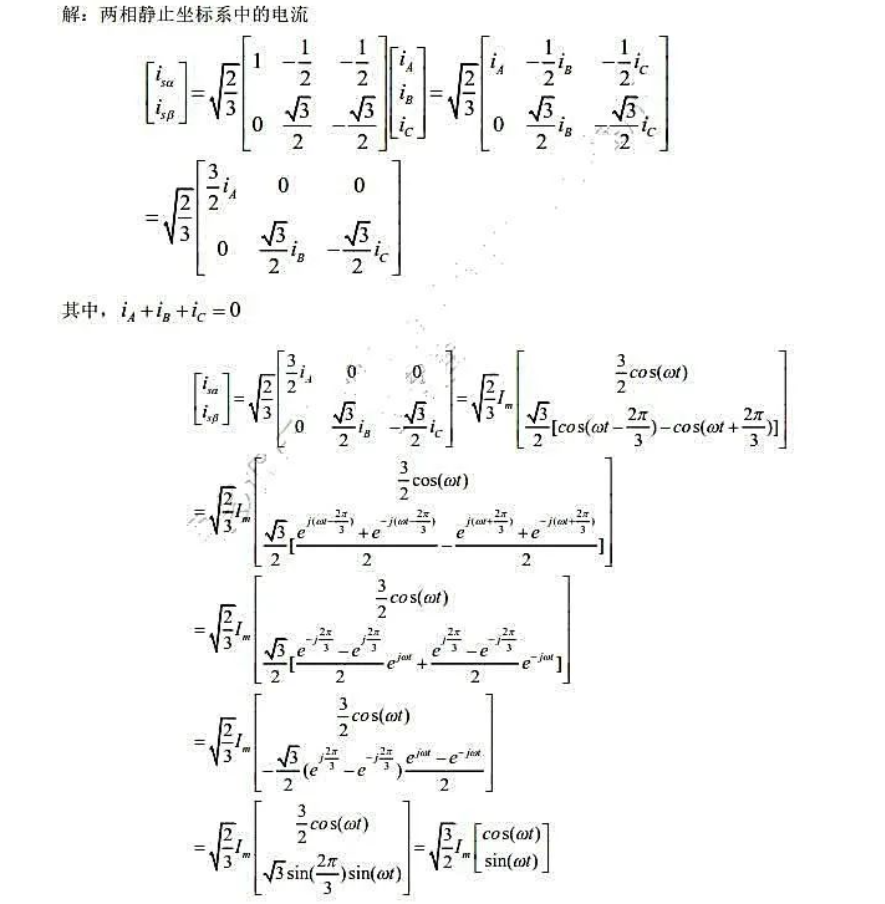 解：两相静止坐标系中的电流
\begin{bmatrix} i_{s\alpha} \\ i_{s\beta} \end{bmatrix} = \sqrt{\frac{2}{3}} \begin{bmatrix} 1 & -\frac{1}{2} & -\frac{1}{2} \\ 0 & \frac{\sqrt{3}}{2} & -\frac{\sqrt{3}}{2} \end{bmatrix} \begin{bmatrix} i_A \\ i_B \\ i_C \end{bmatrix} = \sqrt{\frac{2}{3}} \begin{bmatrix} i_A & -\frac{1}{2}i_B & -\frac{1}{2}i_C \\ 0 & \frac{\sqrt{3}}{2}i_B & -\frac{\sqrt{3}}{2}i_C \end{bmatrix}
= \sqrt{\frac{2}{3}} \begin{bmatrix} \frac{3}{2}i_A & 0 & 0 \\ 0 & \frac{\sqrt{3}}{2}i_B & -\frac{\sqrt{3}}{2}i_C \end{bmatrix}
其中，i_A + i_B + i_C = 0
\begin{bmatrix} i_{s\alpha} \\ i_{s\beta} \end{bmatrix} = \sqrt{\frac{2}{3}} \begin{bmatrix} \frac{3}{2}i_A & 0 & 0 \\ 0 & \frac{\sqrt{3}}{2}i_B & -\frac{\sqrt{3}}{2}i_C \end{bmatrix} = \sqrt{\frac{2}{3}} I_m \begin{bmatrix} \frac{3}{2}cos(\omega t) \\ \frac{\sqrt{3}}{2}[cos(\omega t - \frac{2\pi}{3}) - cos(\omega t + \frac{2\pi}{3})] \end{bmatrix}
= \sqrt{\frac{2}{3}} I_m \begin{bmatrix} \frac{3}{2}cos(\omega t) \\ \frac{\sqrt{3}}{2}[\frac{e^{j(\omega t - \frac{2\pi}{3})} + e^{-j(\omega t - \frac{2\pi}{3})}}{2} - \frac{e^{j(\omega t + \frac{2\pi}{3})} + e^{-j(\omega t + \frac{2\pi}{3})}}{2}] \end{bmatrix}
= \sqrt{\frac{2}{3}} I_m \begin{bmatrix} \frac{3}{2}cos(\omega t) \\ \frac{\sqrt{3}}{2}[\frac{e^{-j\frac{2\pi}{3}} - e^{j\frac{2\pi}{3}}}{2} e^{j\omega t} + \frac{e^{j\frac{2\pi}{3}} - e^{-j\frac{2\pi}{3}}}{2} e^{-j\omega t}] \end{bmatrix}
= \sqrt{\frac{2}{3}} I_m \begin{bmatrix} \frac{3}{2}cos(\omega t) \\ -\frac{\sqrt{3}}{2}(e^{j\frac{2\pi}{3}} - e^{-j\frac{2\pi}{3}})\frac{e^{j\omega t} - e^{-j\omega t}}{2} \end{bmatrix}
= \sqrt{\frac{2}{3}} I_m \begin{bmatrix} \frac{3}{2}cos(\omega t) \\ \sqrt{3}sin(\frac{2\pi}{3})sin(\omega t) \end{bmatrix} = \sqrt{\frac{3}{2}} I_m \begin{bmatrix} cos(\omega t) \\ sin(\omega t) \end{bmatrix}